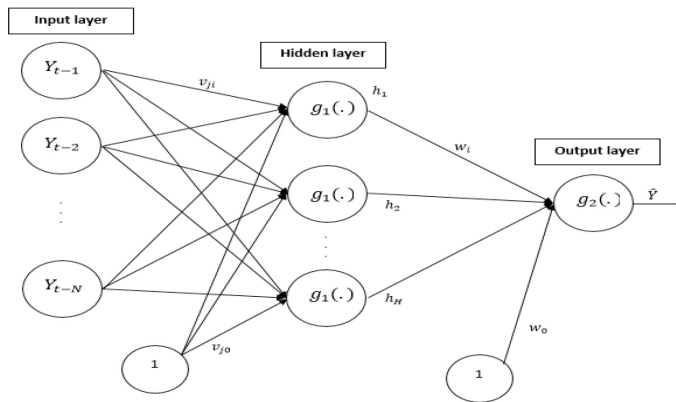 Input layer
Hidden layer
Output layer
Y_{t−1}
Y_{t−2}
Y_{t−N}
1
v_{ji}
v_{j0}
g_1(.)
g_1(.)
g_1(.)
h_1
h_2
h_H
w_i
w_0
1
g_2(.)
Ŷ